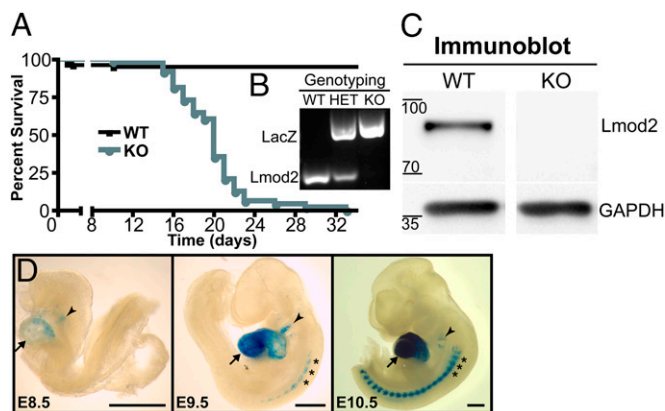 A
Percent Survival
100
75
50
25
0
WT
KO
0 8 12 16 20 24 28 32
Time (days)
B
Genotyping
WT HET KO
LacZ
Lmod2
C
Immunoblot
WT KO
100
Lmod2
70
GAPDH
35
D
E8.5
* * *
E9.5
* * *
E10.5